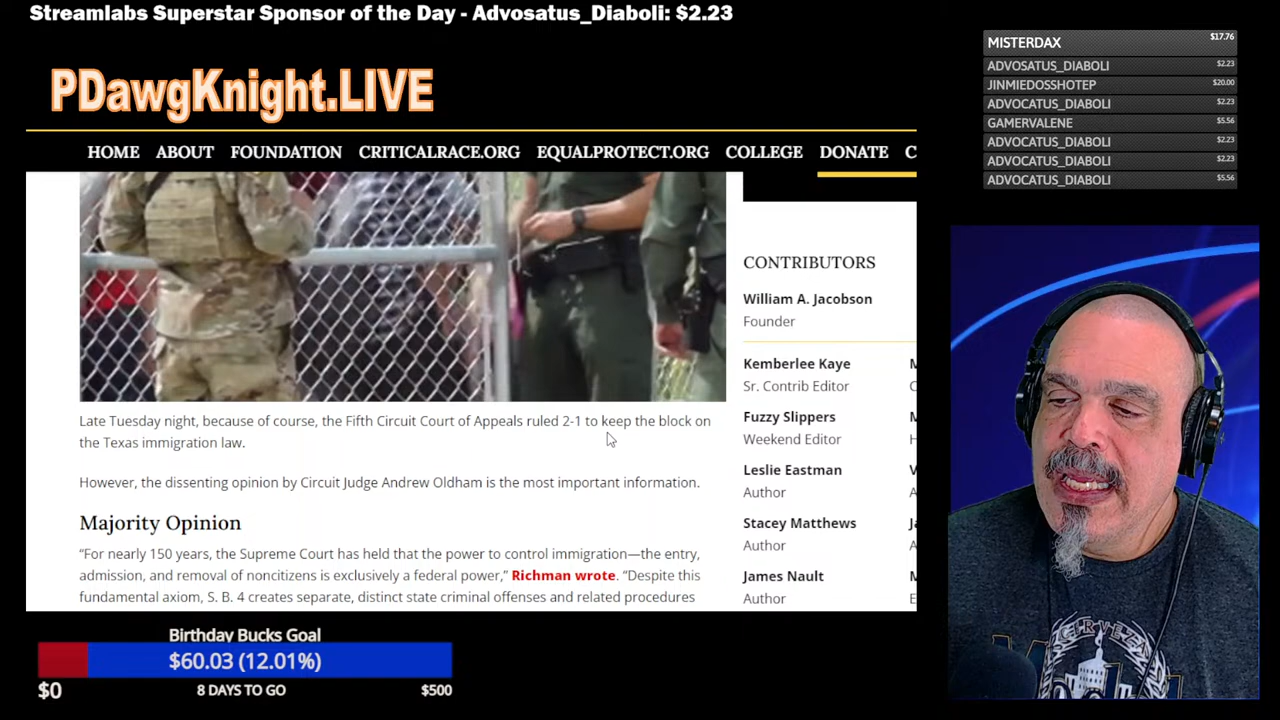 Streamlabs Superstar Sponsor of the Day - Advosatus_Diaboli: $2.23
PDawgKnight.LIVE
MISTERDAX $17.76
ADVOSATUS_DIABOLI $2.23
JINMIEDOSSHOTEP $20.00
ADVOCATUS_DIABOLI $2.23
GAMERVALENE $5.56
ADVOCATUS_DIABOLI $2.23
ADVOCATUS_DIABOLI $2.23
ADVOCATUS_DIABOLI $5.56
HOME ABOUT FOUNDATION CRITICALRACE.ORG EQUALPROTECT.ORG COLLEGE DONATE C
Late Tuesday night, because of course, the Fifth Circuit Court of Appeals ruled 2-1 to keep the block on
the Texas immigration law.
However, the dissenting opinion by Circuit Judge Andrew Oldham is the most important information.
Majority Opinion
“For nearly 150 years, the Supreme Court has held that the power to control immigration—the entry,
admission, and removal of noncitizens is exclusively a federal power,” Richman wrote. “Despite this
fundamental axiom, S. B. 4 creates separate, distinct state criminal offenses and related procedures
CONTRIBUTORS
William A. Jacobson
Founder
Kemberlee Kaye
Sr. Contrib Editor
Fuzzy Slippers
Weekend Editor
Leslie Eastman
Author
Stacey Matthews
Author
James Nault
Author
Birthday Bucks Goal
$60.03 (12.01%)
$0 8 DAYS TO GO $500